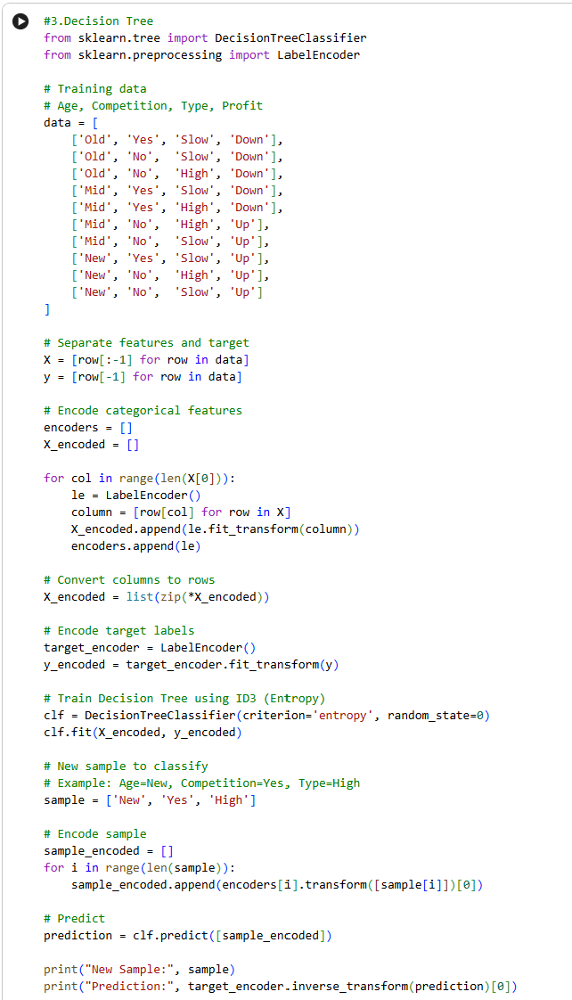 #3.Decision Tree
from sklearn.tree import DecisionTreeClassifier
from sklearn.preprocessing import LabelEncoder

# Training data
# Age, Competition, Type, Profit
data = [
    ['Old', 'Yes', 'Slow', 'Down'],
    ['Old', 'No',  'Slow', 'Down'],
    ['Old', 'No',  'High', 'Down'],
    ['Mid', 'Yes', 'Slow', 'Down'],
    ['Mid', 'Yes', 'High', 'Down'],
    ['Mid', 'No',  'High', 'Up'],
    ['Mid', 'No',  'Slow', 'Up'],
    ['New', 'Yes', 'Slow', 'Up'],
    ['New', 'No',  'High', 'Up'],
    ['New', 'No',  'Slow', 'Up']
]

# Separate features and target
X = [row[:-1] for row in data]
y = [row[-1] for row in data]

# Encode categorical features
encoders = []
X_encoded = []

for col in range(len(X[0])):
    le = LabelEncoder()
    column = [row[col] for row in X]
    X_encoded.append(le.fit_transform(column))
    encoders.append(le)

# Convert columns to rows
X_encoded = list(zip(*X_encoded))

# Encode target labels
target_encoder = LabelEncoder()
y_encoded = target_encoder.fit_transform(y)

# Train Decision Tree using ID3 (Entropy)
clf = DecisionTreeClassifier(criterion='entropy', random_state=0)
clf.fit(X_encoded, y_encoded)

# New sample to classify
# Example: Age=New, Competition=Yes, Type=High
sample = ['New', 'Yes', 'High']

# Encode sample
sample_encoded = []
for i in range(len(sample)):
    sample_encoded.append(encoders[i].transform([sample[i]])[0])

# Predict
prediction = clf.predict([sample_encoded])

print("New Sample:", sample)
print("Prediction:", target_encoder.inverse_transform(prediction)[0])